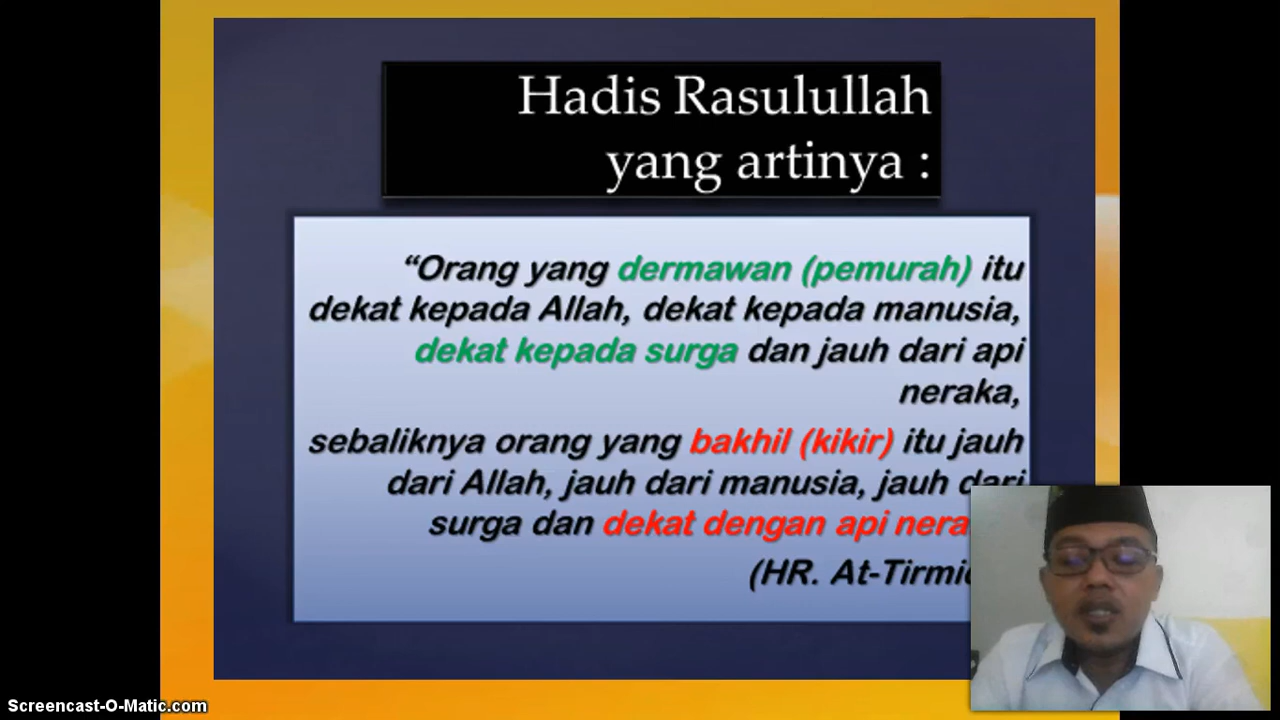 Hadis Rasulullah
yang artinya :
“Orang yang dermawan (pemurah) itu
dekat kepada Allah, dekat kepada manusia,
dekat kepada surga dan jauh dari api
neraka,
sebaliknya orang yang bakhil (kikir) itu jauh
dari Allah, jauh dari manusia, jauh dari
surga dan dekat dengan api
(HR.
Screencast-O-Matic.com